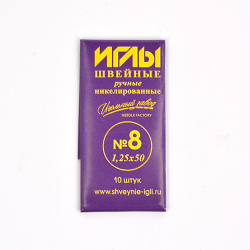 ИГЛЫ
ШВЕЙНЫЕ
ручные
никелированные
Игольный завод
NEEDLE FACTORY
№8
1,25х50
10 штук
www.shveynie-igli.ru